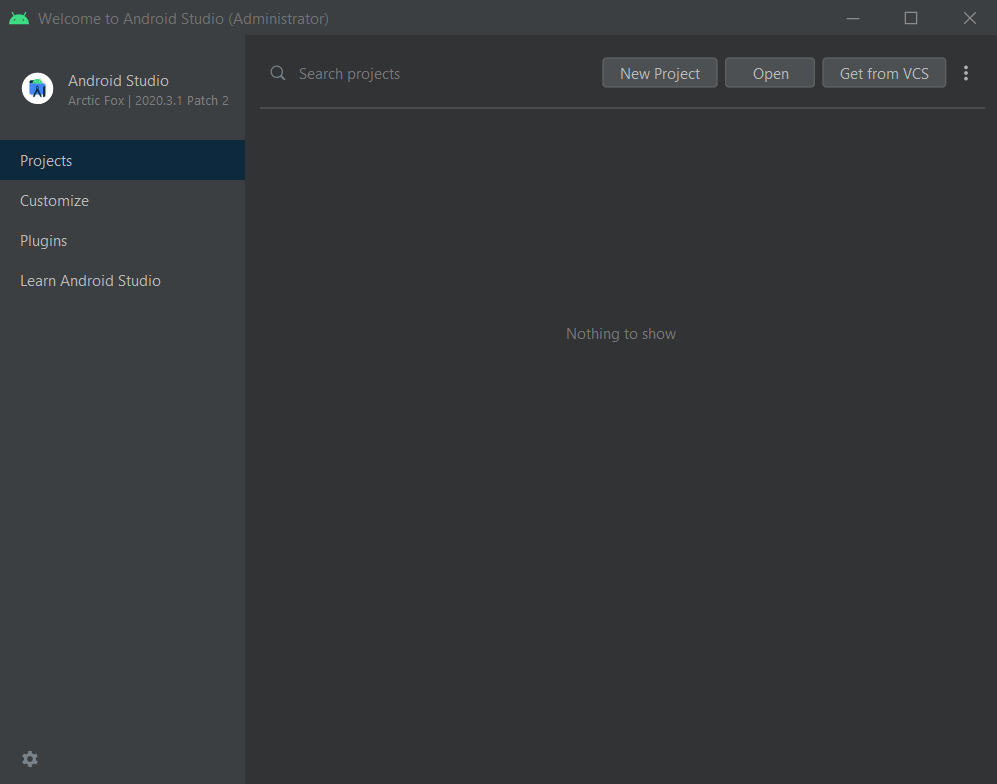 Welcome to Android Studio (Administrator)
Android Studio
Arctic Fox | 2020.3.1 Patch 2
Search projects
New Project
Open
Get from VCS
Projects
Customize
Plugins
Learn Android Studio
Nothing to show